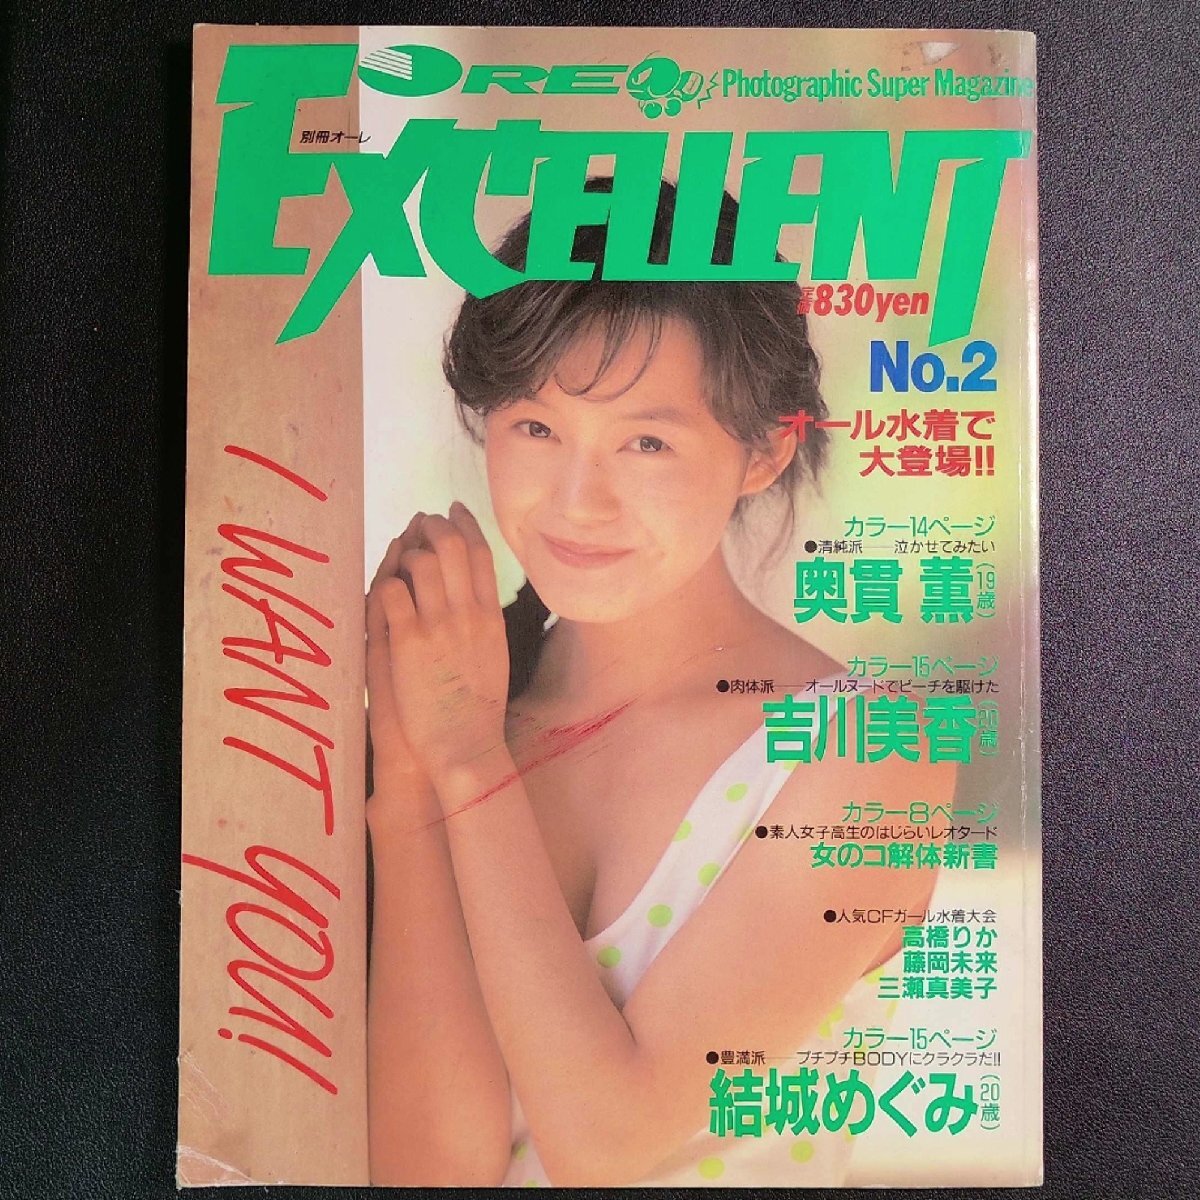 ORE Photographic Super Magazine
別冊オーレ
EXCELLENT
定価830yen
No.2
オール水着で
大登場!!
I WANT YOU!
カラー14ページ
●清純派——泣かせてみたい
奥貫 薫(19歳)
カラー15ページ
●肉体派——オールヌードでビーチを駆けた
吉川美香(20歳)
カラー8ページ
●素人女子高生のはじらいレオタード
女のコ解体新書
●人気CFガール水着大会
高橋りか
藤岡未来
三瀬真美子
カラー15ページ
●豊満派——プチプチBODYにクラクラだ!!
結城めぐみ(20歳)